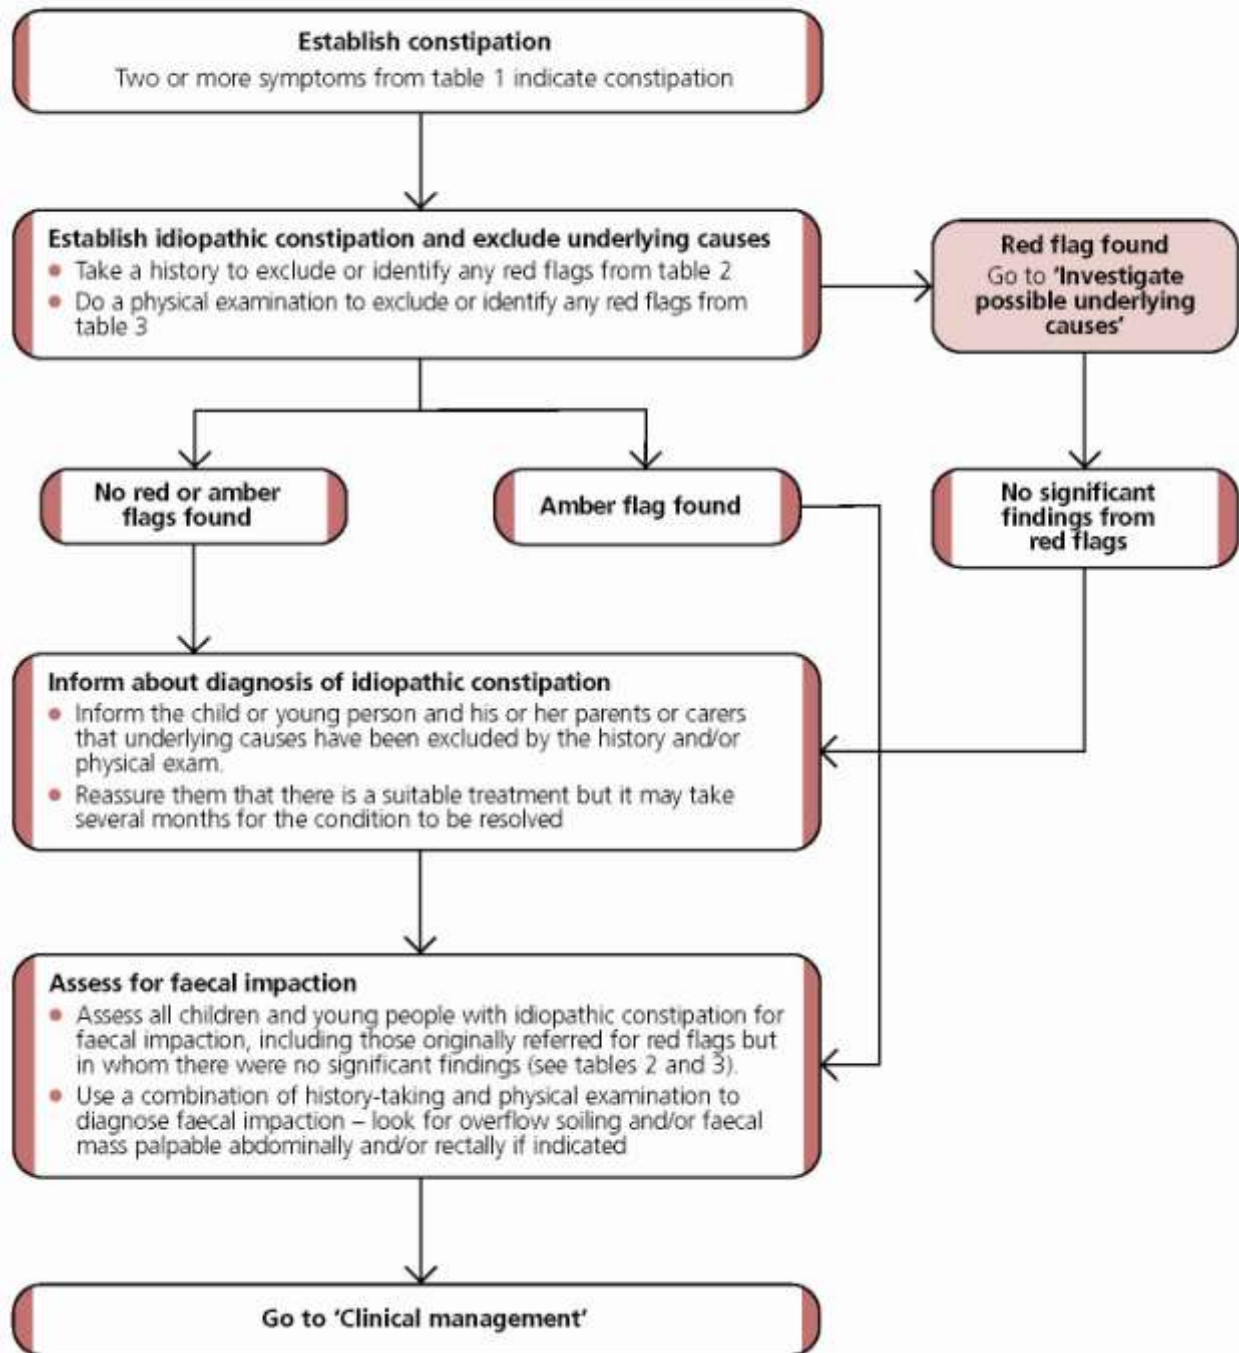 Establish constipation
Two or more symptoms from table 1 indicate constipation
Establish idiopathic constipation and exclude underlying causes
• Take a history to exclude or identify any red flags from table 2
• Do a physical examination to exclude or identify any red flags from
table 3
Red flag found
Go to ‘Investigate
possible underlying
causes’
No red or amber
flags found
Amber flag found
No significant
findings from
red flags
Inform about diagnosis of idiopathic constipation
• Inform the child or young person and his or her parents or carers
that underlying causes have been excluded by the history and/or
physical exam.
• Reassure them that there is a suitable treatment but it may take
several months for the condition to be resolved
Assess for faecal impaction
• Assess all children and young people with idiopathic constipation for
faecal impaction, including those originally referred for red flags but
in whom there were no significant findings (see tables 2 and 3).
• Use a combination of history-taking and physical examination to
diagnose faecal impaction – look for overflow soiling and/or faecal
mass palpable abdominally and/or rectally if indicated
Go to ‘Clinical management’